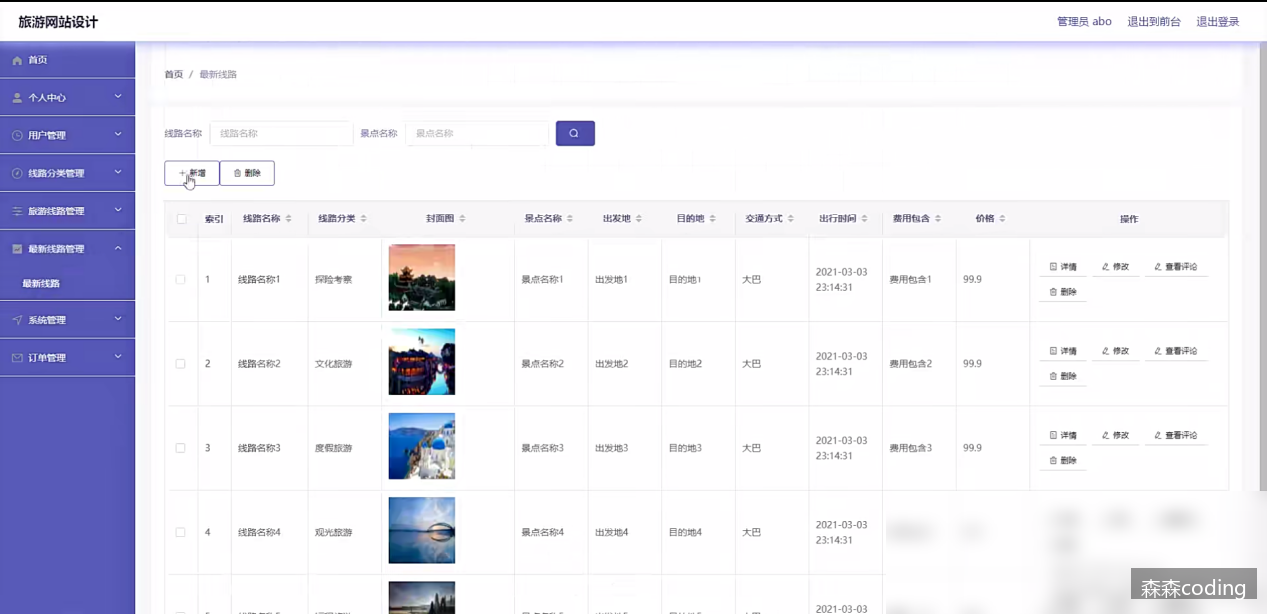 旅游网站设计
管理员 abo 退出到前台 退出登录
首页
个人中心
用户管理
线路分类管理
旅游线路管理
最新线路管理
最新线路
系统管理
订单管理
首页 / 最新线路
线路名称 线路名称 景点名称 景点名称
新增 删除
索引 线路名称 线路分类 封面图 景点名称 出发地 目的地 交通方式 出行时间 费用包含 价格 操作
1 线路名称1 探险考察 景点名称1 出发地1 目的地1 大巴 2021-03-03 23:14:31 费用包含1 99.9 详情 修改 查看评论 删除
2 线路名称2 文化旅游 景点名称2 出发地2 目的地2 大巴 2021-03-03 23:14:31 费用包含2 99.9 详情 修改 查看评论 删除
3 线路名称3 度假旅游 景点名称3 出发地3 目的地3 大巴 2021-03-03 23:14:31 费用包含3 99.9 详情 修改 查看评论 删除
4 线路名称4 观光旅游 景点名称4 出发地4 目的地4 大巴 2021-03-03 23:14:31
2021-03-03
森森coding